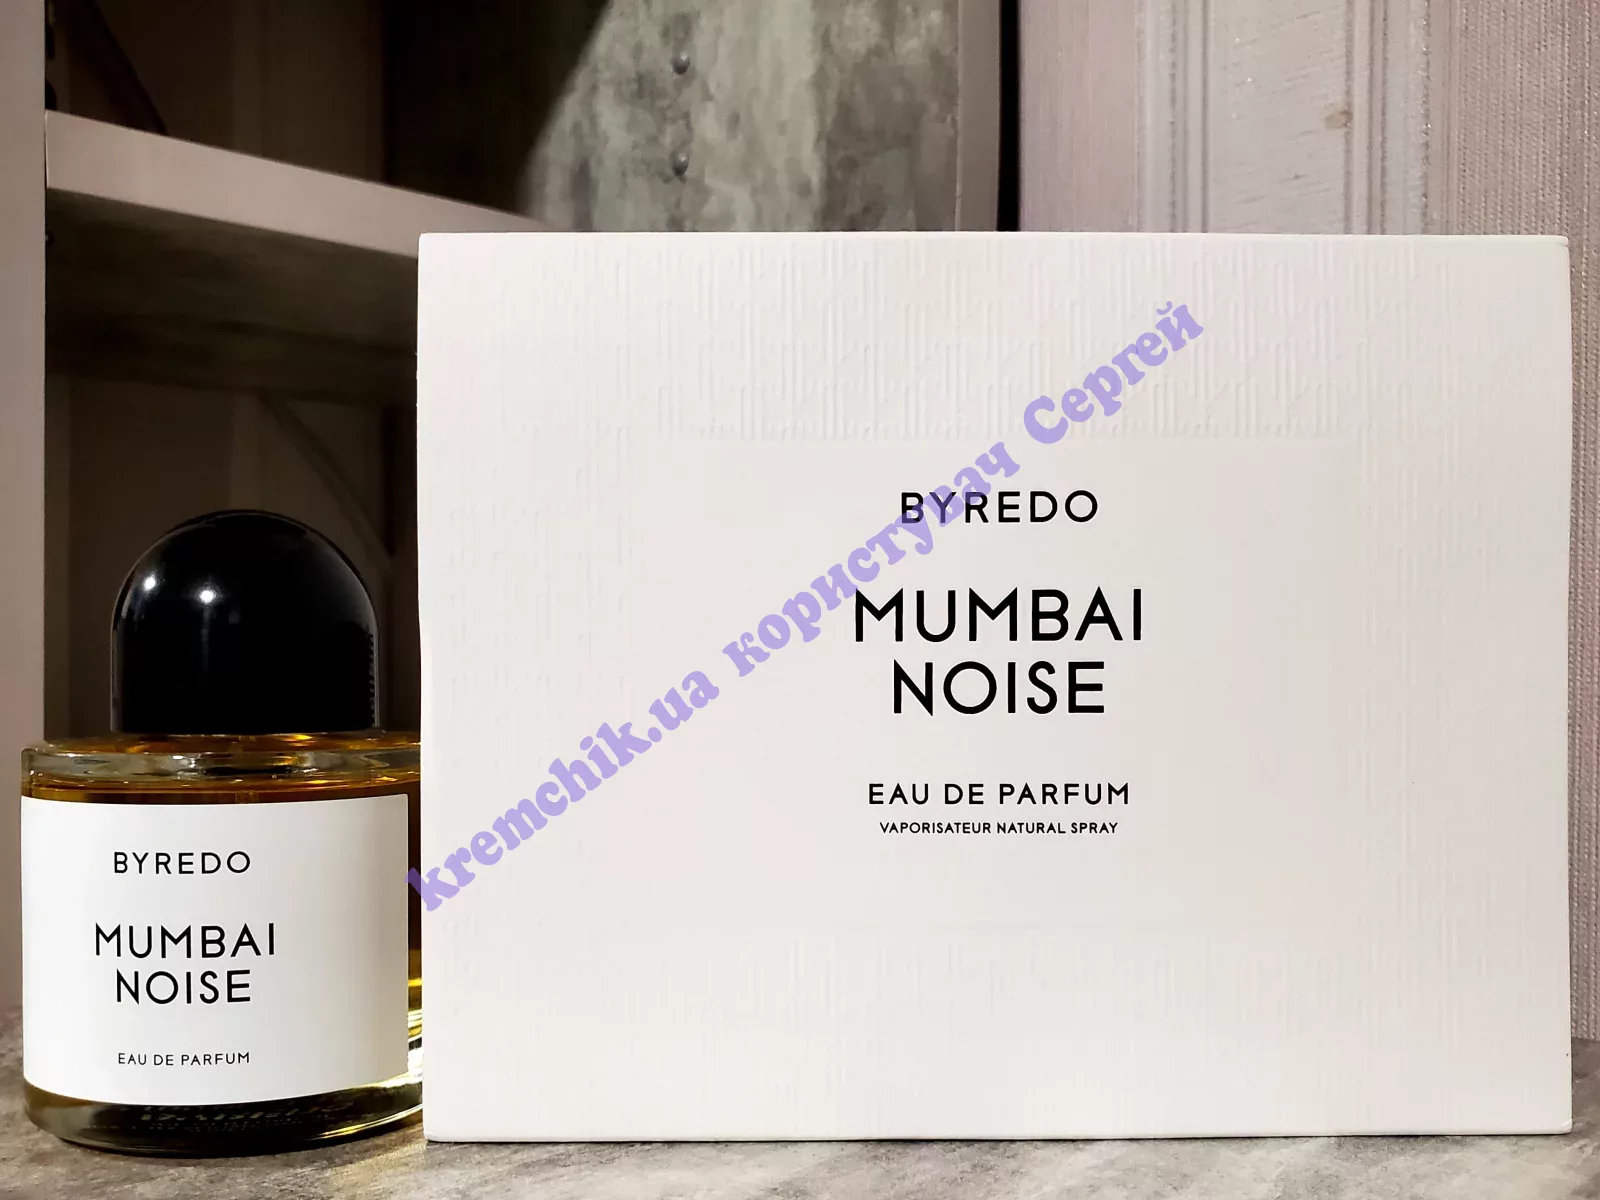 BYREDO
MUMBAI
NOISE
EAU DE PARFUM
BYREDO
MUMBAI
NOISE
EAU DE PARFUM
VAPORISATEUR NATURAL SPRAY
kremchik.ua користувач Сергей